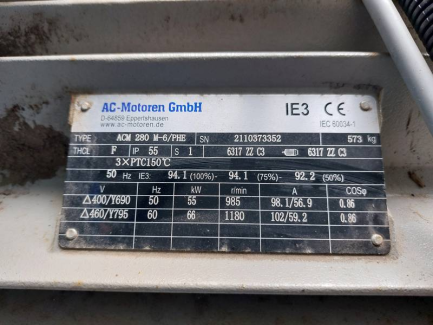 AC-Motoren GmbH
D-64859 Eppertshausen
www.ac-motoren.de
IE3 CE
IEC 60034-1
TYPE ACM 280 M-6/PHE SN 2110373352 573 kg
THCL F IP 55 S 1 6317 ZZ C3 6317 ZZ C3
3×PTC150℃
50 Hz IE3: 94.1 (100%)- 94.1 (75%)- 92.2 (50%)
V Hz kW r/min A COSφ
△400/Y690 50 55 985 98.1/56.9 0.86
△460/Y795 60 66 1180 102/59.2 0.86